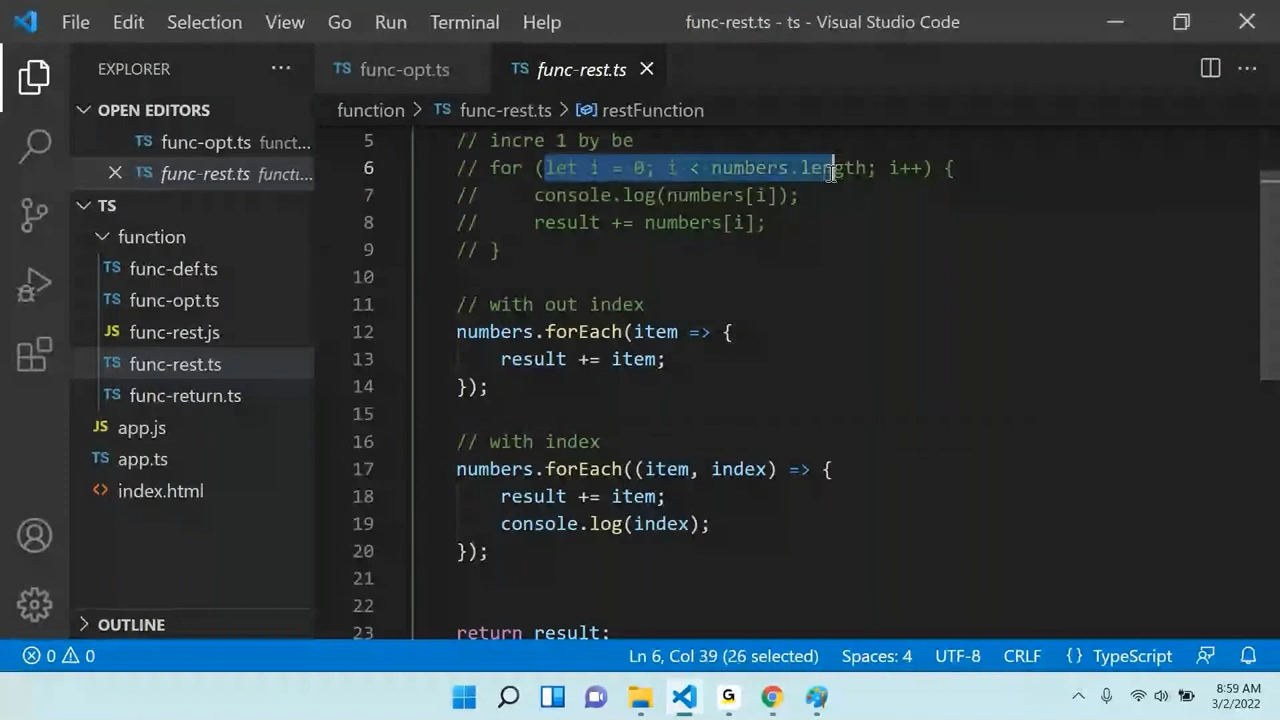 File Edit Selection View Go Run Terminal Help func-rest.ts - ts - Visual Studio Code
EXPLORER ···
TS func-opt.ts TS func-rest.ts
OPEN EDITORS
TS func-opt.ts funct...
TS func-rest.ts functi...
TS
function
TS func-def.ts
TS func-opt.ts
JS func-rest.js
TS func-rest.ts
TS func-return.ts
JS app.js
TS app.ts
<> index.html
OUTLINE
function > TS func-rest.ts > restFunction
5 // incre 1 by be
6 // for (let i = 0; i < numbers.length; i++) {
7 //     console.log(numbers[i]);
8 //     result += numbers[i];
9 // }
10
11 // with out index
12 numbers.forEach(item => {
13     result += item;
14 });
15
16 // with index
17 numbers.forEach((item, index) => {
18     result += item;
19     console.log(index);
20 });
21
22
23 return result;
0 0 Ln 6, Col 39 (26 selected) Spaces: 4 UTF-8 CRLF {} TypeScript
G 8:59 AM
3/2/2022